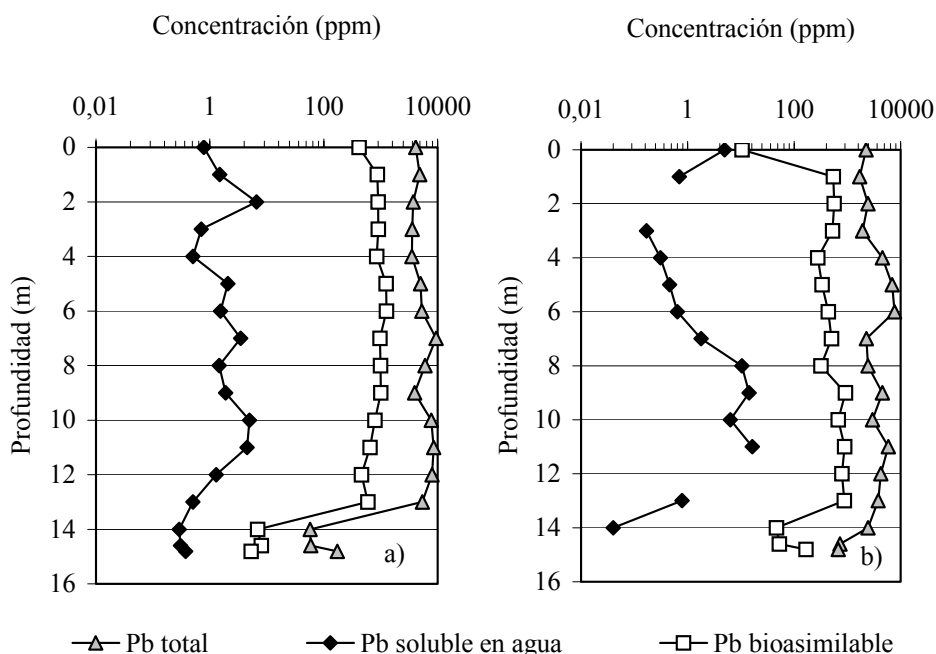 Concentración (ppm)
0,01 1 100 10000
0
2
4
6
8
10
12
14
16
Profundidad (m)
a)
Concentración (ppm)
0,01 1 100 10000
0
2
4
6
8
10
12
14
16
Profundidad (m)
b)
Pb total Pb soluble en agua Pb bioasimilable